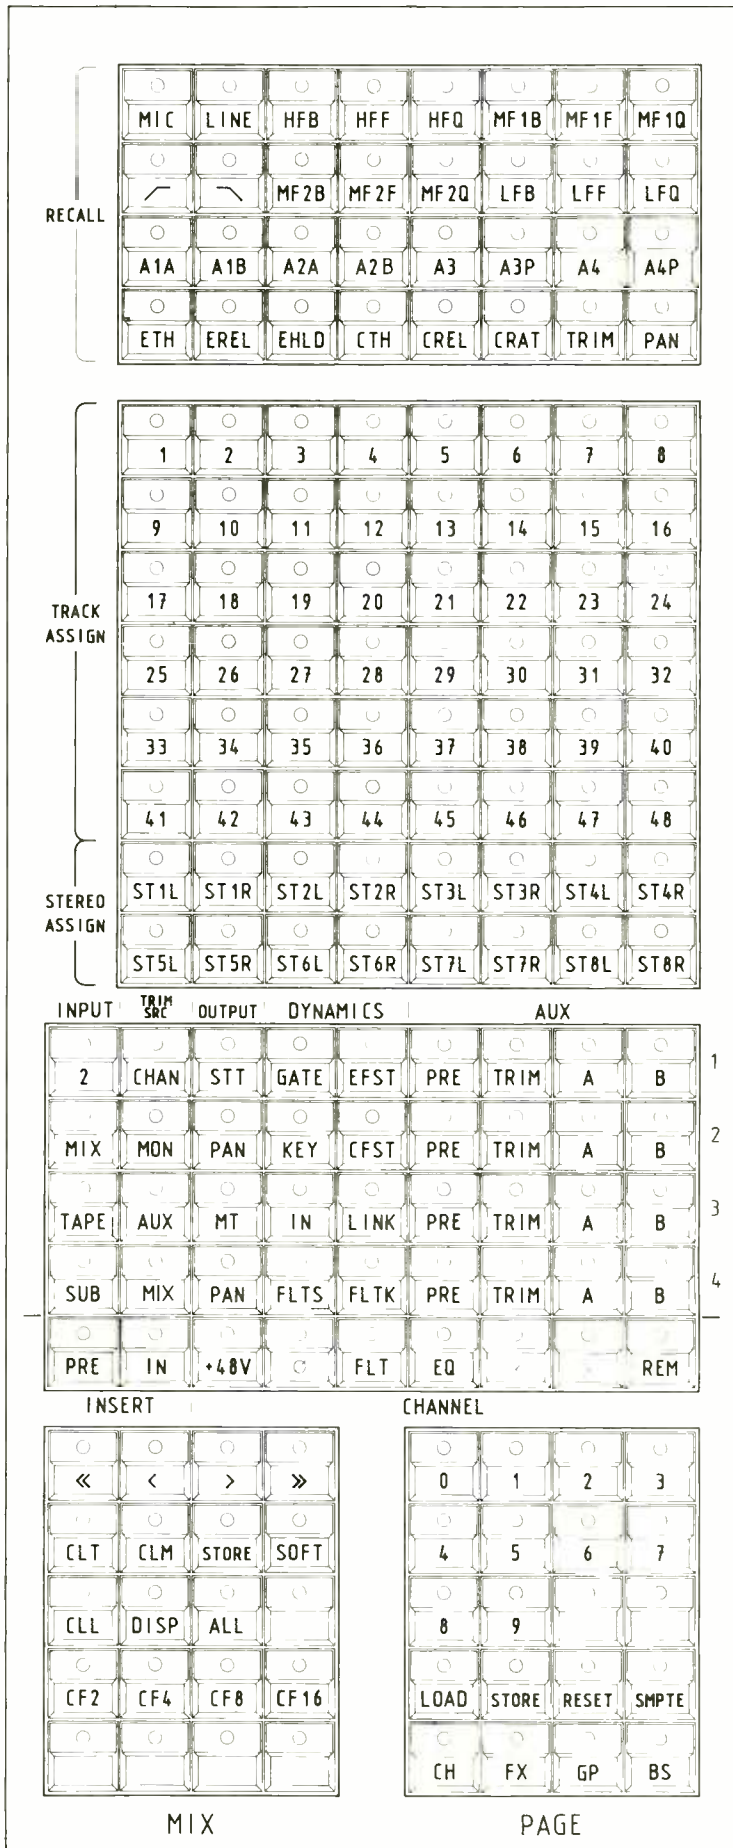 MIC LINE HFB HFF HFQ MF1B MF1F MF1Q
MF2B MF2F MF2Q LFB LFF LFQ
RECALL
A1A A1B A2A A2B A3 A3P A4 A4P
ETH EREL EHLD CTH CREL CRAT TRIM PAN
1 2 3 4 5 6 7 8
9 10 11 12 13 14 15 16
17 18 19 20 21 22 23 24
TRACK
ASSIGN
25 26 27 28 29 30 31 32
33 34 35 36 37 38 39 40
41 42 43 44 45 46 47 48
ST1L ST1R ST2L ST2R ST3L ST3R ST4L ST4R
STEREO
ASSIGN
ST5L ST5R ST6L ST6R ST7L ST7R ST8L ST8R
INPUT TRIM SRC OUTPUT DYNAMICS AUX
2 CHAN STT GATE EFST PRE TRIM A B 1
MIX MON PAN KEY CFST PRE TRIM A B 2
TAPE AUX MT IN LINK PRE TRIM A B 3
SUB MIX PAN FLTS FLTK PRE TRIM A B 4
PRE IN +48V FLT EQ REM
INSERT CHANNEL
« < > »
CLT CLM STORE SOFT
CLL DISP ALL
CF2 CF4 CF8 CF16
MIX
0 1 2 3
4 5 6 7
8 9
LOAD STORE RESET SMPTE
CH FX GP BS
PAGE